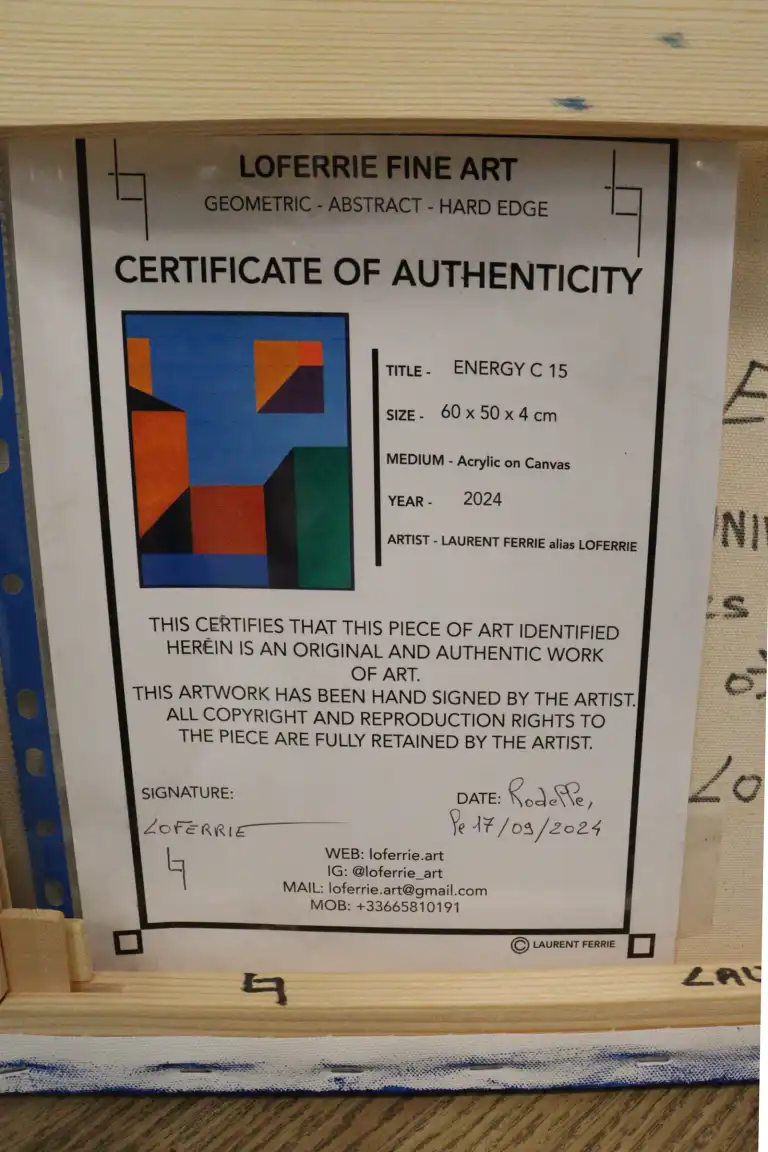 LOFERRIE FINE ART
GEOMETRIC - ABSTRACT - HARD EDGE
CERTIFICATE OF AUTHENTICITY
TITLE - ENERGY C 15
SIZE - 60 x 50 x 4 cm
MEDIUM - Acrylic on Canvas
YEAR - 2024
ARTIST - LAURENT FERRIE alias LOFERRIE
THIS CERTIFIES THAT THIS PIECE OF ART IDENTIFIED
HEREIN IS AN ORIGINAL AND AUTHENTIC WORK
OF ART.
THIS ARTWORK HAS BEEN HAND SIGNED BY THE ARTIST.
ALL COPYRIGHT AND REPRODUCTION RIGHTS TO
THE PIECE ARE FULLY RETAINED BY THE ARTIST.
SIGNATURE:
LOFERRIE
DATE:
17/09/2024
WEB: loferrie.art
IG: @loferrie_art
MAIL: loferrie.art@gmail.com
MOB: +33665810191
© LAURENT FERRIE
LAU
LO